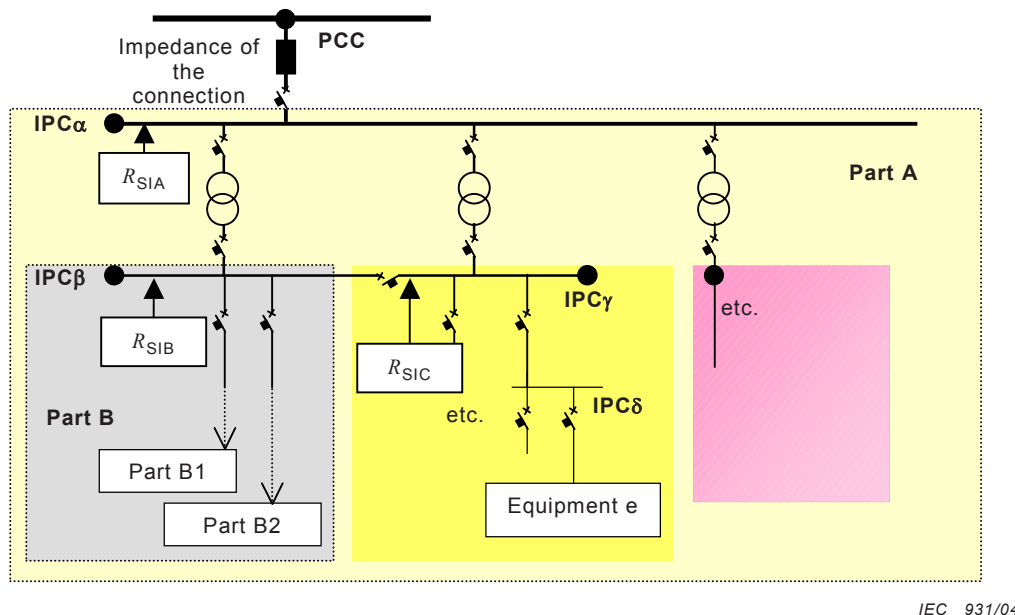 PCC
Impedance of
the
connection
IPCα
RSIA
Part A
IPCβ
IPCγ
etc.
RSIB
RSIC
Part B
etc.
IPCδ
Part B1
Part B2
Equipment e
IEC 931/04